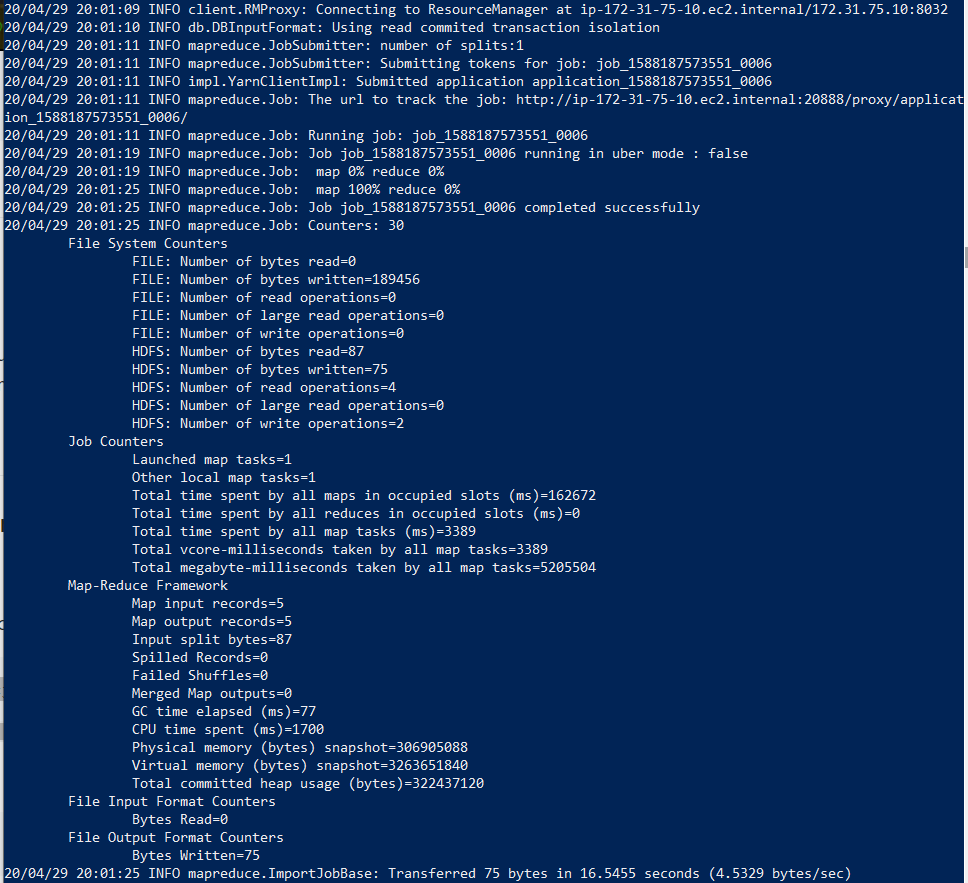 20/04/29 20:01:09 INFO client.RMProxy: Connecting to ResourceManager at ip-172-31-75-10.ec2.internal/172.31.75.10:8032
20/04/29 20:01:10 INFO db.DBInputFormat: Using read commited transaction isolation
20/04/29 20:01:11 INFO mapreduce.JobSubmitter: number of splits:1
20/04/29 20:01:11 INFO mapreduce.JobSubmitter: Submitting tokens for job: job_1588187573551_0006
20/04/29 20:01:11 INFO impl.YarnClientImpl: Submitted application application_1588187573551_0006
20/04/29 20:01:11 INFO mapreduce.Job: The url to track the job: http://ip-172-31-75-10.ec2.internal:20888/proxy/applicat
ion_1588187573551_0006/
20/04/29 20:01:11 INFO mapreduce.Job: Running job: job_1588187573551_0006
20/04/29 20:01:19 INFO mapreduce.Job: Job job_1588187573551_0006 running in uber mode : false
20/04/29 20:01:19 INFO mapreduce.Job:  map 0% reduce 0%
20/04/29 20:01:25 INFO mapreduce.Job:  map 100% reduce 0%
20/04/29 20:01:25 INFO mapreduce.Job: Job job_1588187573551_0006 completed successfully
20/04/29 20:01:25 INFO mapreduce.Job: Counters: 30
File System Counters
FILE: Number of bytes read=0
FILE: Number of bytes written=189456
FILE: Number of read operations=0
FILE: Number of large read operations=0
FILE: Number of write operations=0
HDFS: Number of bytes read=87
HDFS: Number of bytes written=75
HDFS: Number of read operations=4
HDFS: Number of large read operations=0
HDFS: Number of write operations=2
Job Counters
Launched map tasks=1
Other local map tasks=1
Total time spent by all maps in occupied slots (ms)=162672
Total time spent by all reduces in occupied slots (ms)=0
Total time spent by all map tasks (ms)=3389
Total vcore-milliseconds taken by all map tasks=3389
Total megabyte-milliseconds taken by all map tasks=5205504
Map-Reduce Framework
Map input records=5
Map output records=5
Input split bytes=87
Spilled Records=0
Failed Shuffles=0
Merged Map outputs=0
GC time elapsed (ms)=77
CPU time spent (ms)=1700
Physical memory (bytes) snapshot=306905088
Virtual memory (bytes) snapshot=3263651840
Total committed heap usage (bytes)=322437120
File Input Format Counters
Bytes Read=0
File Output Format Counters
Bytes Written=75
20/04/29 20:01:25 INFO mapreduce.ImportJobBase: Transferred 75 bytes in 16.5455 seconds (4.5329 bytes/sec)